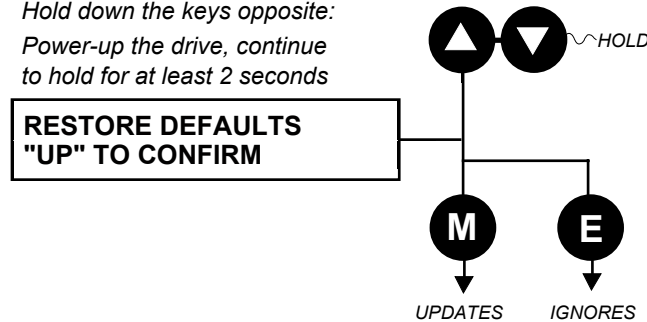 Hold down the keys opposite:
Power-up the drive, continue
to hold for at least 2 seconds
HOLD
RESTORE DEFAULTS
"UP" TO CONFIRM
M
E
UPDATES
IGNORES